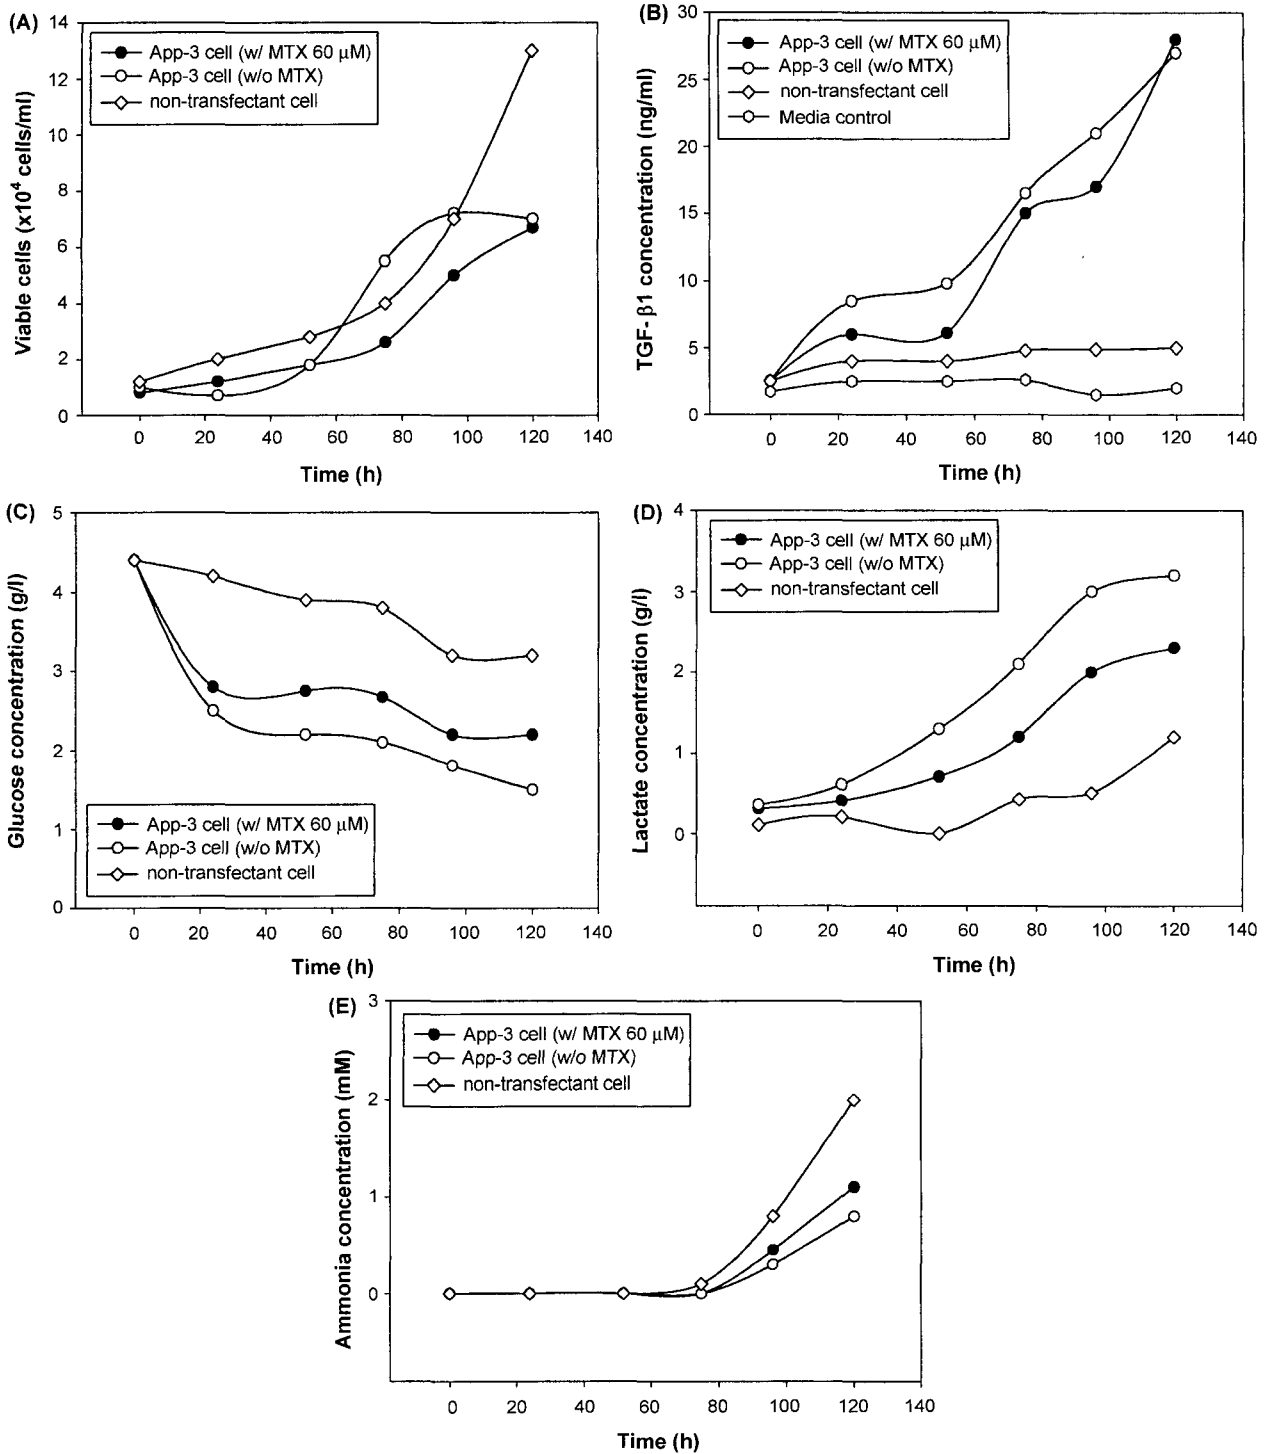 (A)
14
12
10
8
6
4
2
0
Viable cells (x10⁴ cells/ml)
App-3 cell (w/ MTX 60 µM)
App-3 cell (w/o MTX)
non-transfectant cell
0 20 40 60 80 100 120 140
Time (h)
(B)
30
25
20
15
10
5
0
TGF- β1 concentration (ng/ml)
App-3 cell (w/ MTX 60 µM)
App-3 cell (w/o MTX)
non-transfectant cell
Media control
0 20 40 60 80 100 120 140
Time (h)
(C)
5
4
3
2
1
0
Glucose concentration (g/l)
App-3 cell (w/ MTX 60 µM)
App-3 cell (w/o MTX)
non-transfectant cell
0 20 40 60 80 100 120 140
Time (h)
(D)
4
3
2
1
0
Lactate concentration (g/l)
App-3 cell (w/ MTX 60 µM)
App-3 cell (w/o MTX)
non-transfectant cell
0 20 40 60 80 100 120 140
Time (h)
(E)
3
2
1
0
Ammonia concentration (mM)
App-3 cell (w/ MTX 60 µM)
App-3 cell (w/o MTX)
non-transfectant cell
0 20 40 60 80 100 120 140
Time (h)